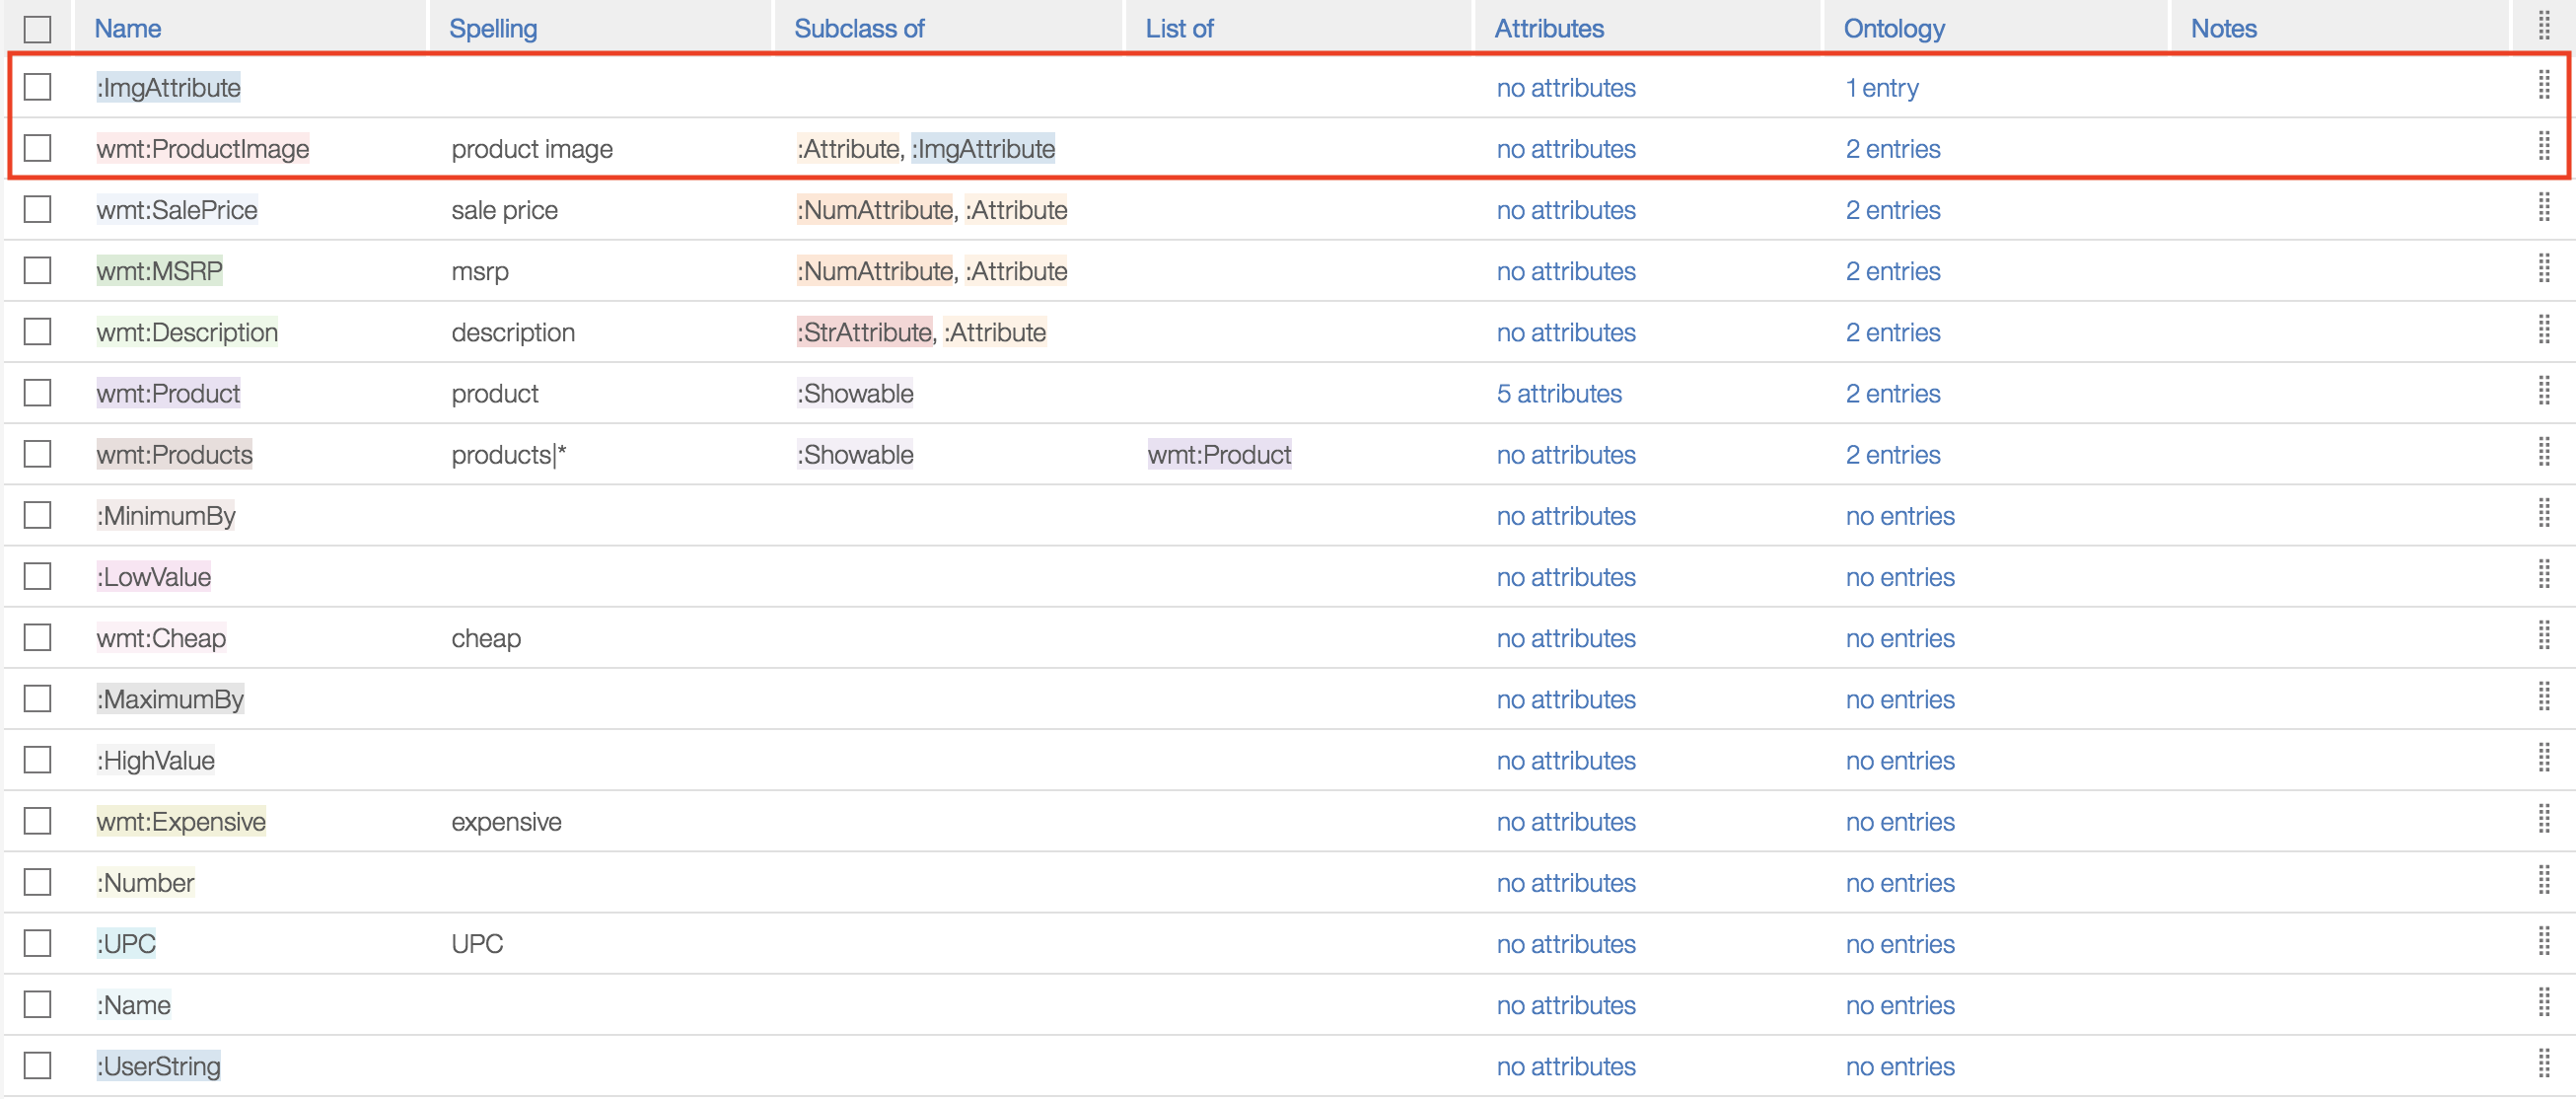 Name Spelling Subclass of List of Attributes Ontology Notes
:ImgAttribute no attributes 1 entry
wmt:ProductImage product image :Attribute, :ImgAttribute no attributes 2 entries
wmt:SalePrice sale price :NumAttribute, :Attribute no attributes 2 entries
wmt:MSRP msrp :NumAttribute, :Attribute no attributes 2 entries
wmt:Description description :StrAttribute, :Attribute no attributes 2 entries
wmt:Product product :Showable 5 attributes 2 entries
wmt:Products products|* :Showable wmt:Product no attributes 2 entries
:MinimumBy no attributes no entries
:LowValue no attributes no entries
wmt:Cheap cheap no attributes no entries
:MaximumBy no attributes no entries
:HighValue no attributes no entries
wmt:Expensive expensive no attributes no entries
:Number no attributes no entries
:UPC UPC no attributes no entries
:Name no attributes no entries
:UserString no attributes no entries